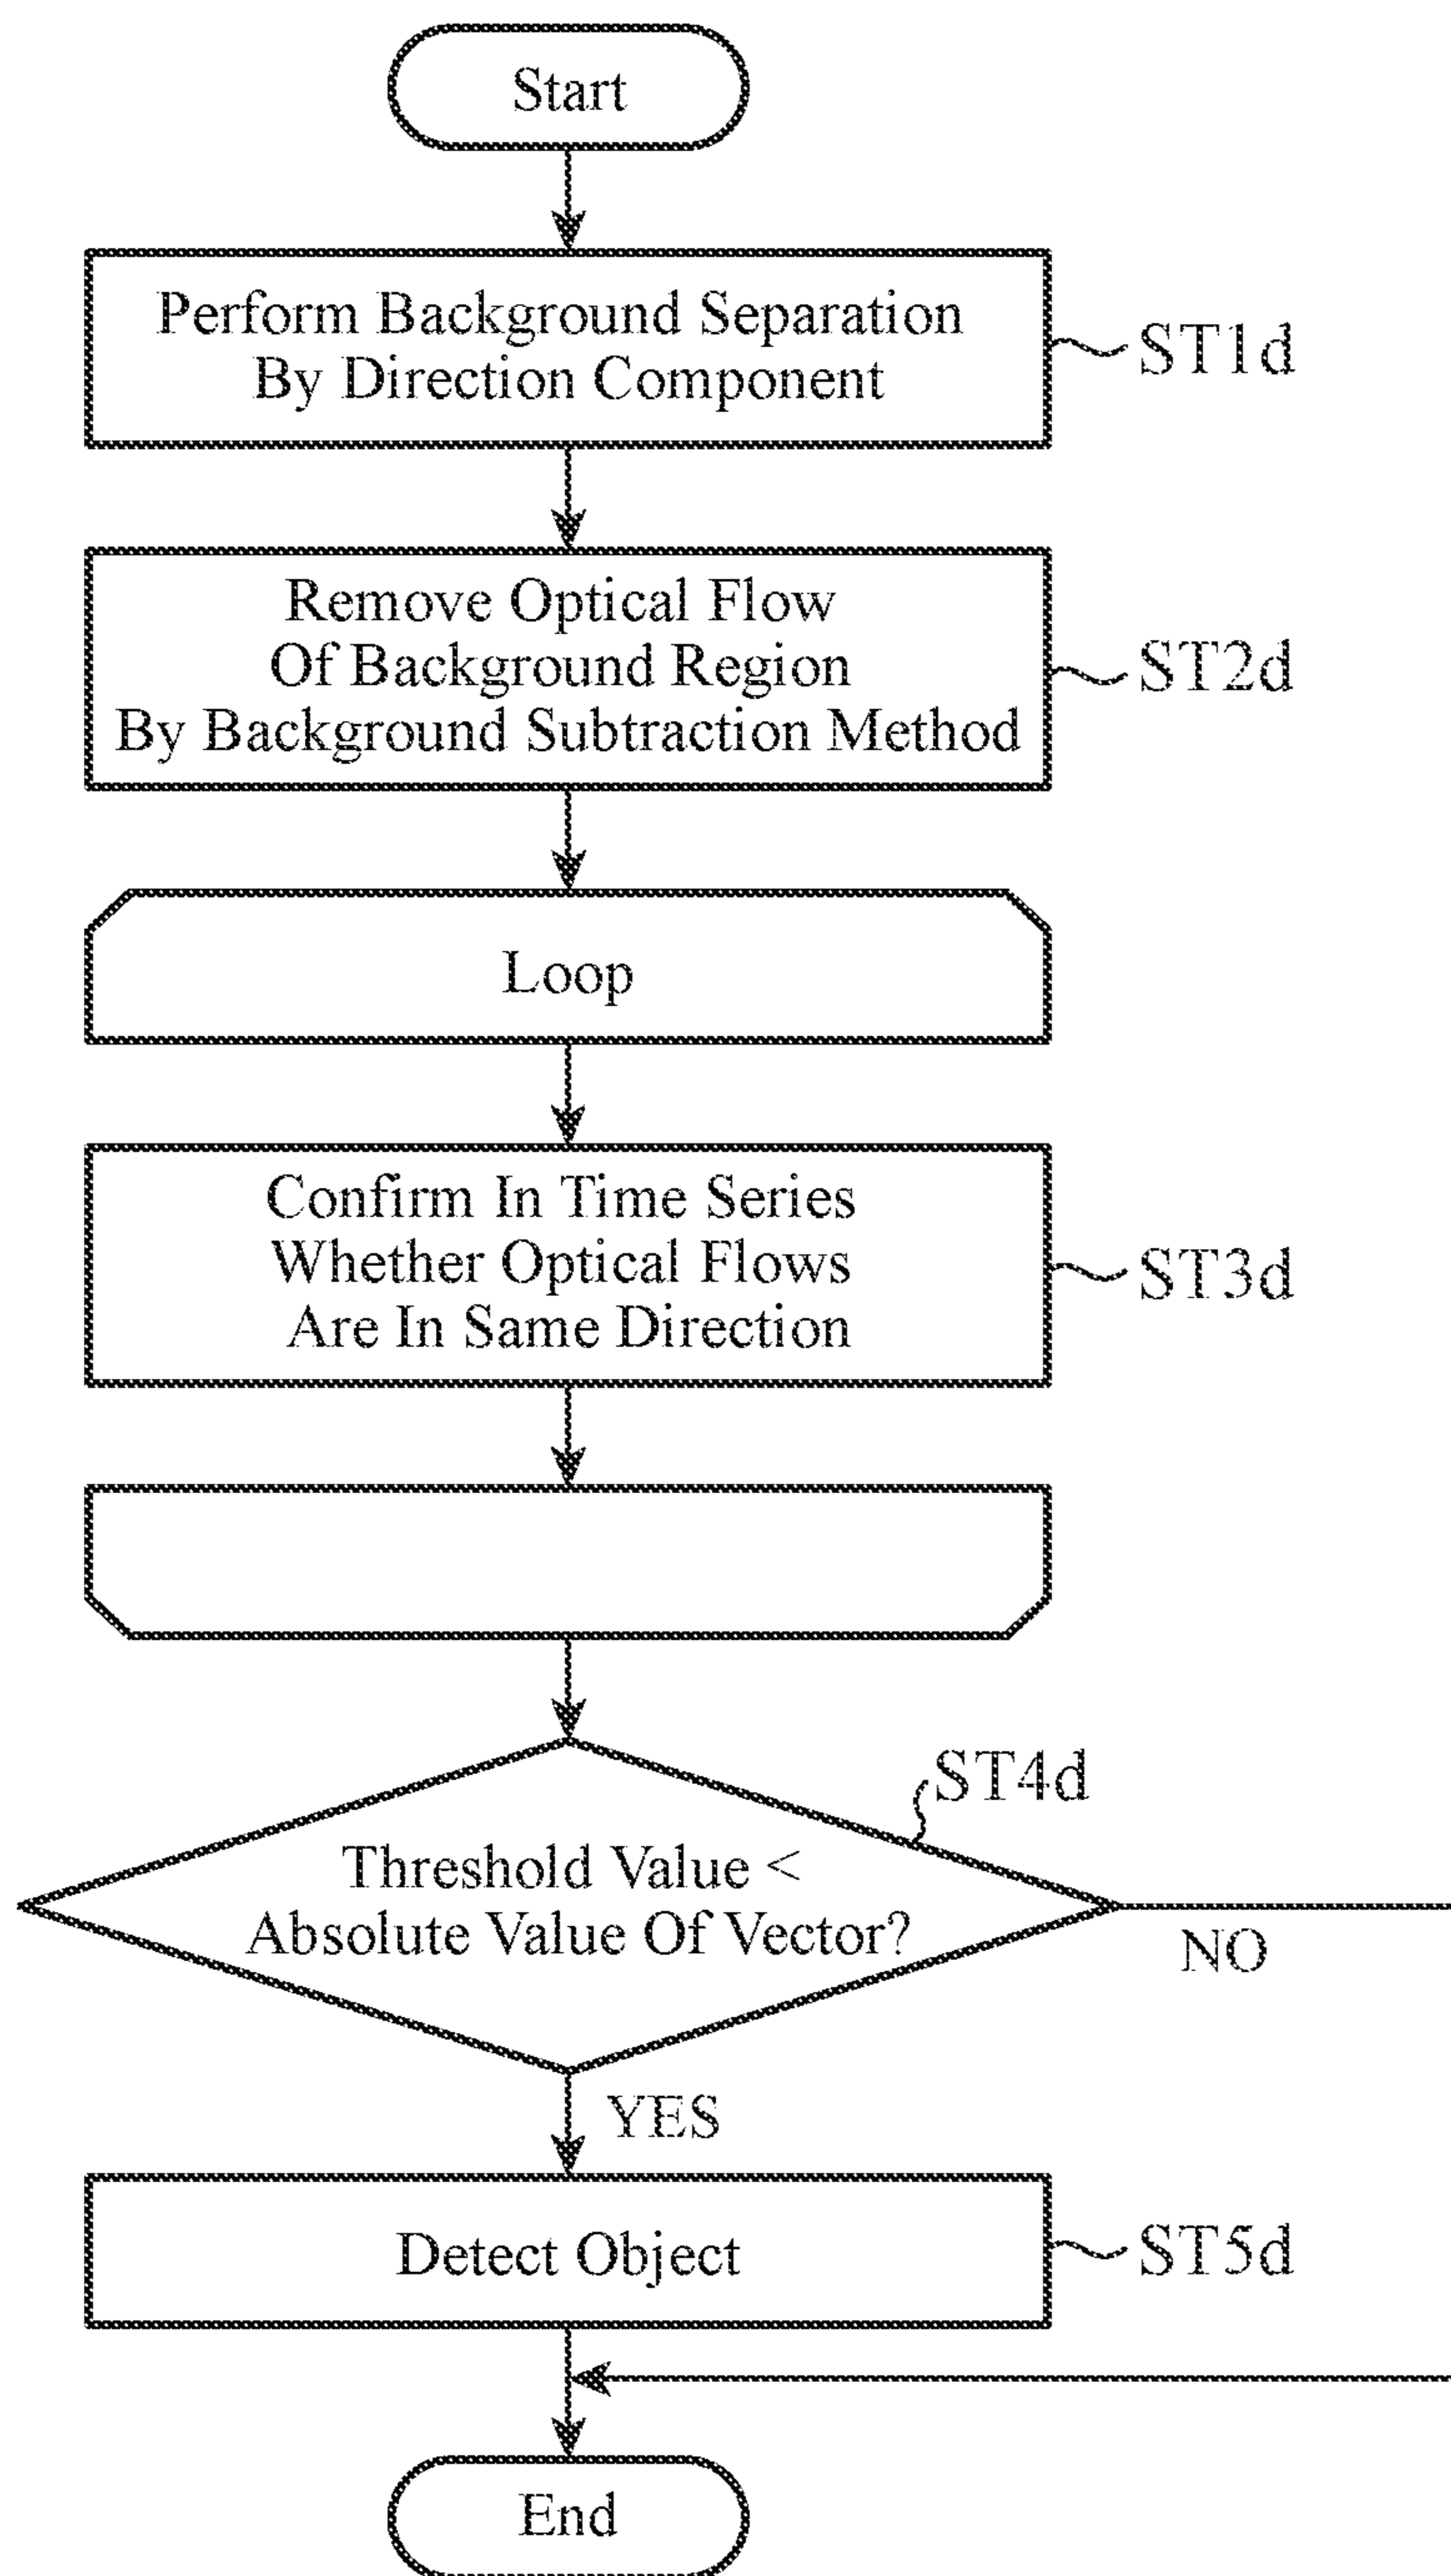 Start
Perform Background Separation
By Direction Component
ST1d
Remove Optical Flow
Of Background Region
By Background Subtraction Method
ST2d
Loop
Confirm In Time Series
Whether Optical Flows
Are In Same Direction
ST3d
ST4d
Threshold Value <
Absolute Value Of Vector?
NO
YES
Detect Object
ST5d
End